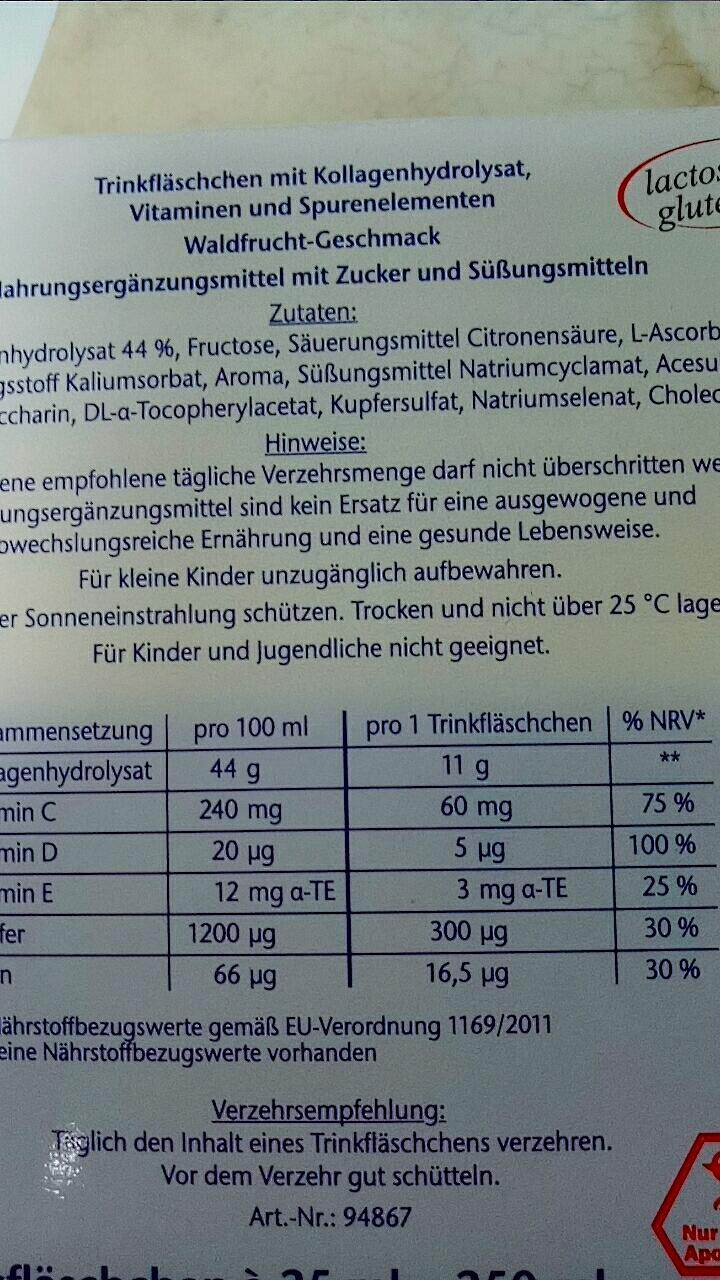 Trinkfläschchen mit Kollagenhydrolysat,
Vitaminen und Spurenelementen
Waldfrucht-Geschmack
lactos
glute
ahrungsergänzungsmittel mit Zucker und Süßungsmitteln
Zutaten:
nhydrolysat 44 %, Fructose, Säuerungsmittel Citronensäure, L-Ascorb
gsstoff Kaliumsorbat, Aroma, Süßungsmittel Natriumcyclamat, Acesu
ccharin, DL-α-Tocopherylacetat, Kupfersulfat, Natriumselenat, Cholec
Hinweise:
ene empfohlene tägliche Verzehrsmenge darf nicht überschritten we
ungsergänzungsmittel sind kein Ersatz für eine ausgewogene und
bwechslungsreiche Ernährung und eine gesunde Lebensweise.
Für kleine Kinder unzugänglich aufbewahren.
er Sonneneinstrahlung schützen. Trocken und nicht über 25 °C lage
Für Kinder und Jugendliche nicht geeignet.
ammensetzung pro 100 ml pro 1 Trinkfläschchen % NRV*
agenhydrolysat 44 g 11 g **
min C 240 mg 60 mg 75 %
min D 20 µg 5 µg 100 %
min E 12 mg α-TE 3 mg α-TE 25 %
fer 1200 µg 300 µg 30 %
n 66 µg 16,5 µg 30 %
ährstoffbezugswerte gemäß EU-Verordnung 1169/2011
eine Nährstoffbezugswerte vorhanden
Verzehrsempfehlung:
Täglich den Inhalt eines Trinkfläschchens verzehren.
Vor dem Verzehr gut schütteln.
Art.-Nr.: 94867
Nur
Apo